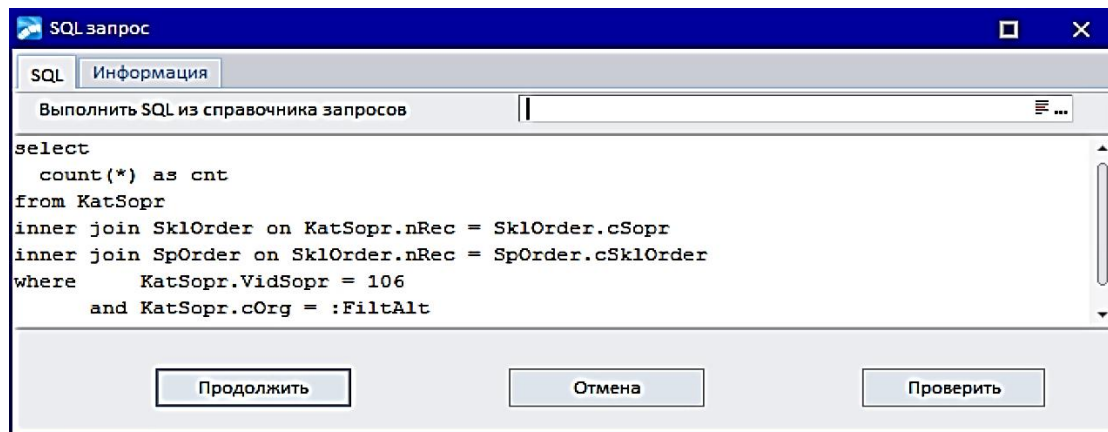 SQL запрос
SQL Информация
Выполнить SQL из справочника запросов ...
select
  count(*) as cnt
from KatSopr
inner join SklOrder on KatSopr.nRec = SklOrder.cSopr
inner join SpOrder on SklOrder.nRec = SpOrder.cSklOrder
where     KatSopr.VidSopr = 106
      and KatSopr.cOrg = :FiltAlt
Продолжить Отмена Проверить